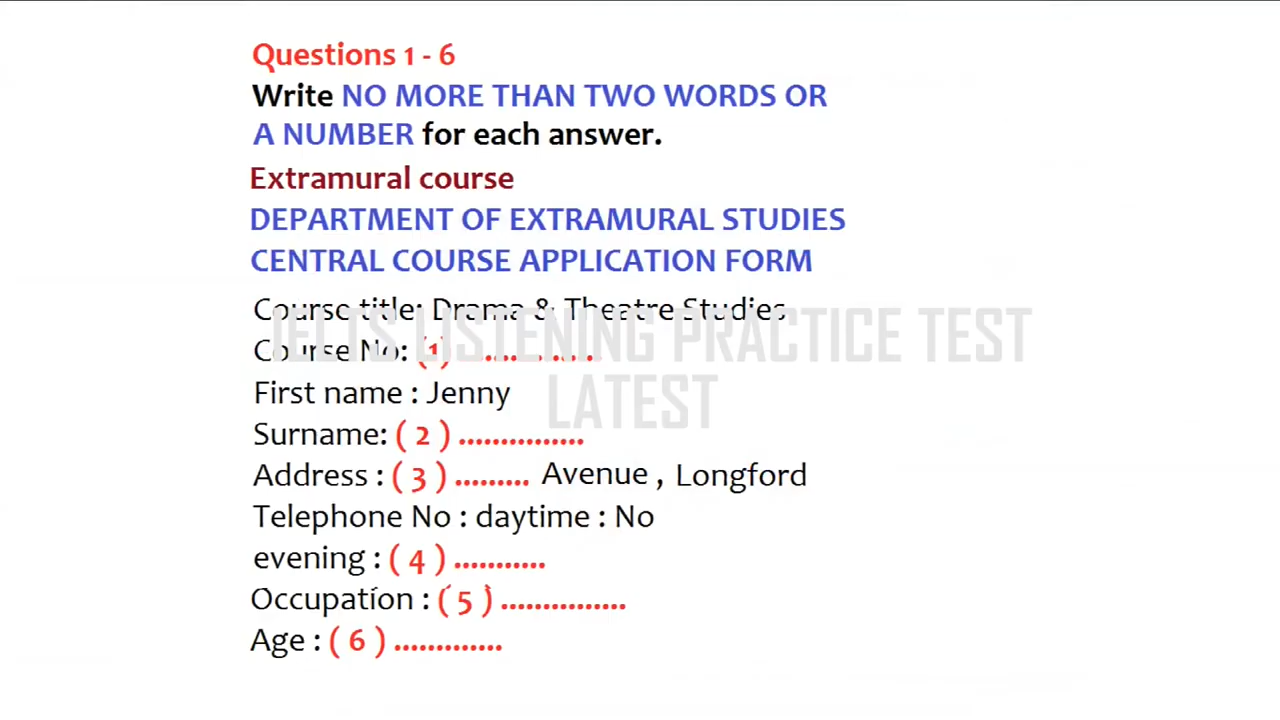 Questions 1 - 6
Write NO MORE THAN TWO WORDS OR
A NUMBER for each answer.
Extramural course
DEPARTMENT OF EXTRAMURAL STUDIES
CENTRAL COURSE APPLICATION FORM
Course title: Drama & Theatre Studies
IELTS LISTENING PRACTICE TEST
Course No: (1) .............
First name : Jenny
LATEST
Surname: ( 2 ) ...............
Address : ( 3 ) ......... Avenue , Longford
Telephone No : daytime : No
evening : ( 4 ) ...........
Occupation : ( 5 ) ...............
Age : ( 6 ) .............